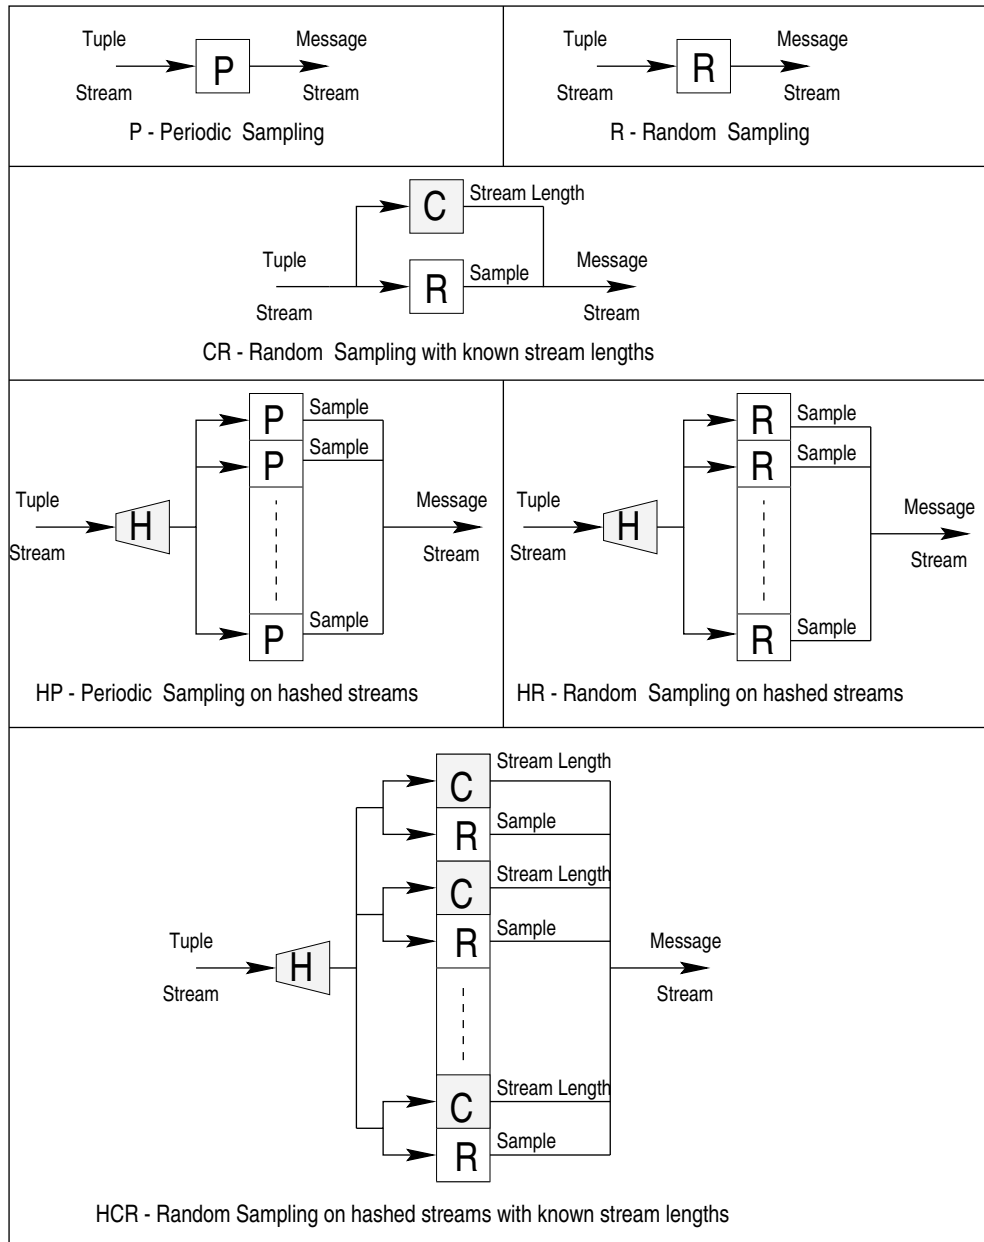 Tuple
Message
P
Stream
Stream
P - Periodic Sampling
Tuple
Message
R
Stream
Stream
R - Random Sampling
C
Stream Length
Tuple
Message
R
Sample
Stream
Stream
CR - Random Sampling with known stream lengths
P
Sample
P
Sample
Tuple
Message
H
Stream
Stream
P
Sample
HP - Periodic Sampling on hashed streams
R
Sample
R
Sample
Tuple
Message
H
Stream
Stream
R
Sample
HR - Random Sampling on hashed streams
C
Stream Length
R
Sample
C
Stream Length
R
Sample
Tuple
Message
H
Stream
Stream
C
Stream Length
R
Sample
HCR - Random Sampling on hashed streams with known stream lengths